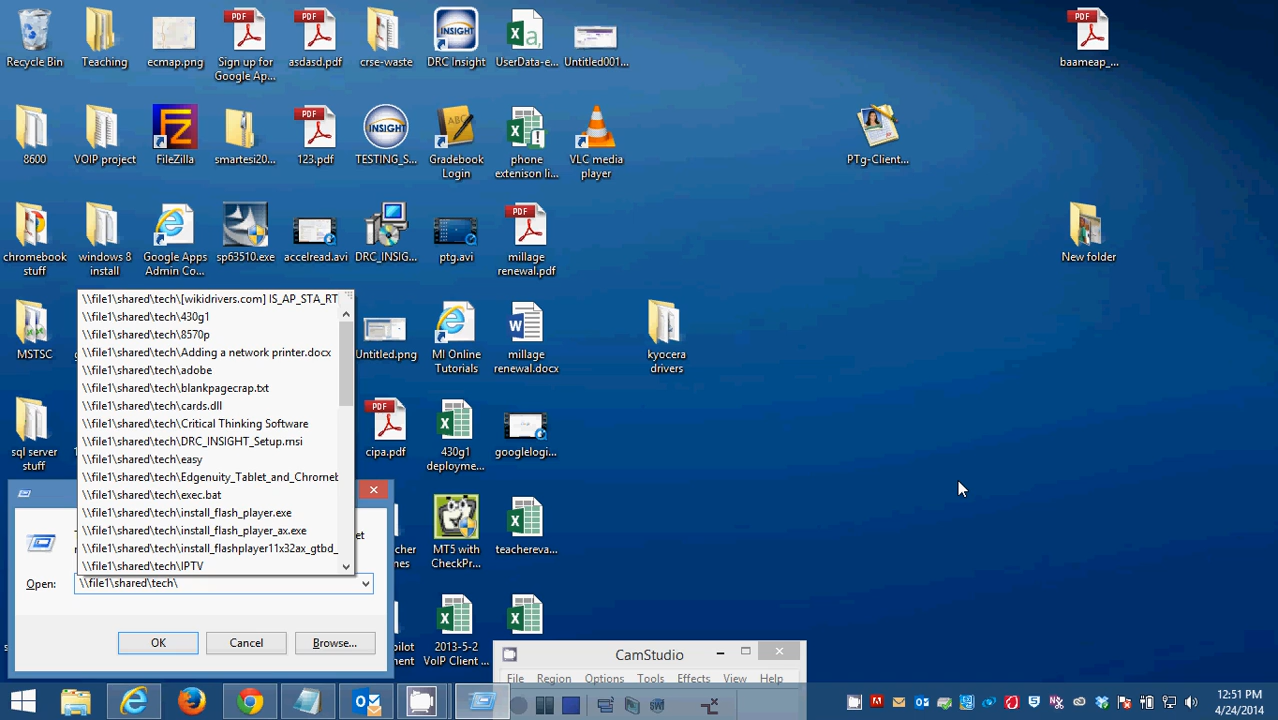 Recycle Bin
Teaching
ecmap.png
Sign up for
Google Ap...
asdasd.pdf
crse-waste
DRC Insight
UserData-e...
Untitled001...
baameap_...
8600
VOIP project
FileZilla
smartesi20...
123.pdf
TESTING_S...
Gradebook
Login
phone
extenison li...
VLC media
player
PTg-Client...
chromebook
stuff
windows 8
install
Google Apps
Admin Co...
sp63510.exe
accelread.avi
DRC_INSIG...
ptg.avi
millage
renewal.pdf
New folder
MSTSC
Untitled.png
MI Online
Tutorials
millage
renewal.docx
kyocera
drivers
sql server
stuff
cipa.pdf
430g1
deployme...
googlelogi...
MT5 with
CheckPr...
teachereva...
2013-5-2
VoIP Client ...
\\file1\shared\tech\[wikidrivers.com] IS_AP_STA_RT
\\file1\shared\tech\430g1
\\file1\shared\tech\8570p
\\file1\shared\tech\Adding a network printer.docx
\\file1\shared\tech\adobe
\\file1\shared\tech\blankpagecrap.txt
\\file1\shared\tech\cards.dll
\\file1\shared\tech\Critical Thinking Software
\\file1\shared\tech\DRC_INSIGHT_Setup.msi
\\file1\shared\tech\easy
\\file1\shared\tech\Edgenuity_Tablet_and_Chromeb
\\file1\shared\tech\exec.bat
\\file1\shared\tech\install_flash_player.exe
\\file1\shared\tech\install_flash_player_ax.exe
\\file1\shared\tech\install_flashplayer11x32ax_gtbd_
\\file1\shared\tech\IPTV
Open: \\file1\shared\tech\
OK Cancel Browse...
CamStudio
File Region Options Tools Effects View Help
12:51 PM
4/24/2014